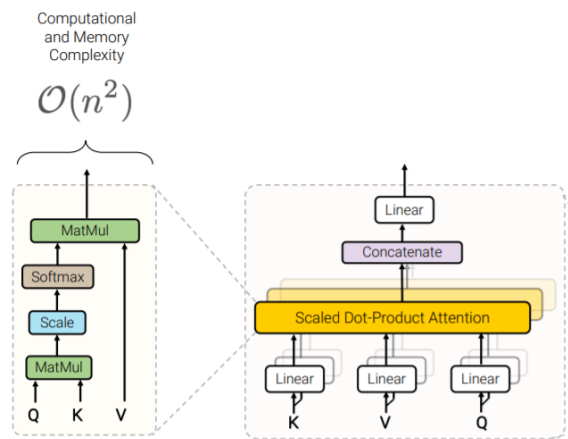 Computational
and Memory
Complexity
𝒪(n²)
MatMul
Softmax
Scale
MatMul
Q K V
Linear
Concatenate
Scaled Dot-Product Attention
Linear Linear Linear
K V Q